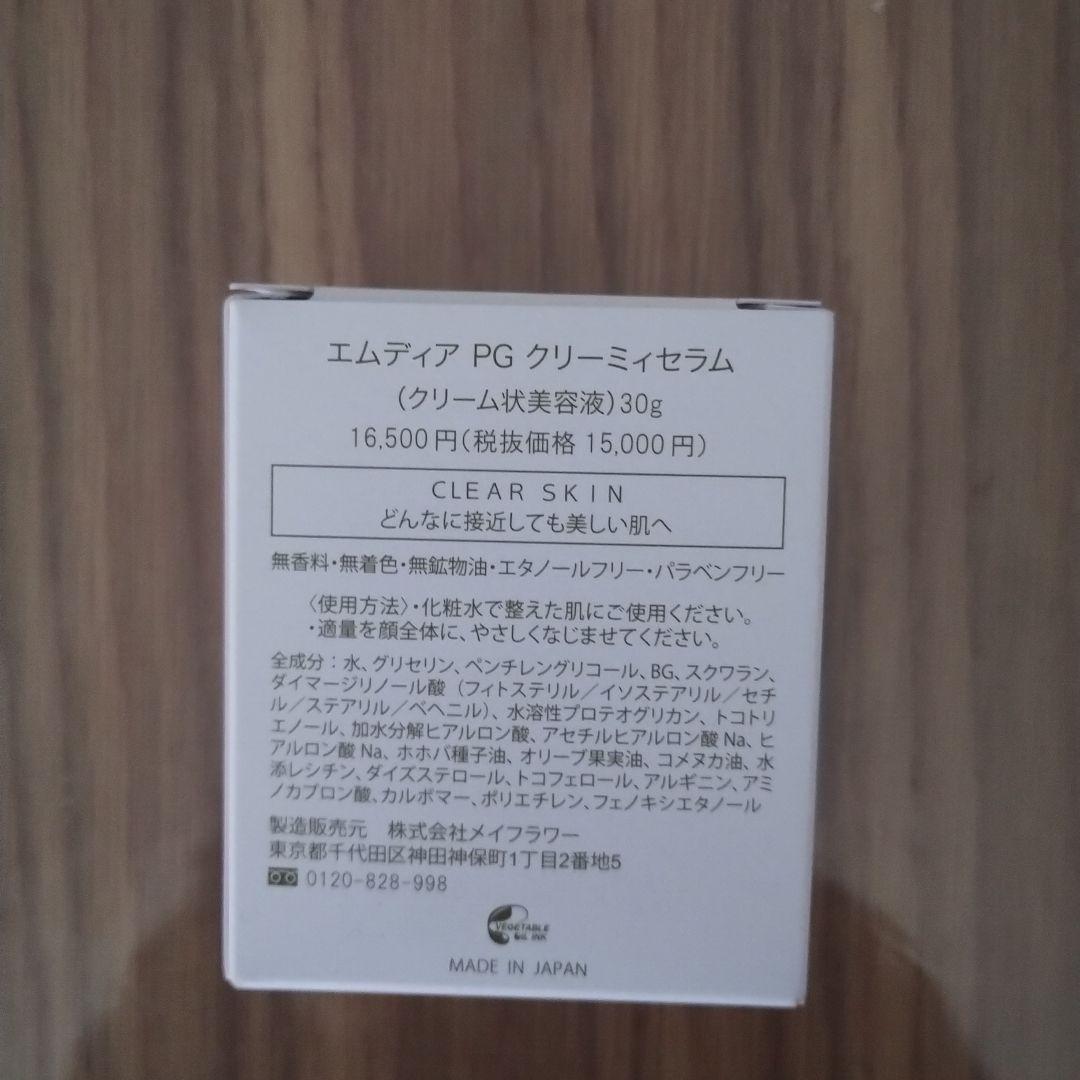 エムディア PG クリーミィセラム
(クリーム状美容液)30g
16,500円(税抜価格 15,000円)
CLEAR SKIN
どんなに接近しても美しい肌へ
無香料・無着色・無鉱物油・エタノールフリー・パラベンフリー
〈使用方法〉・化粧水で整えた肌にご使用ください。
・適量を顔全体に、やさしくなじませてください。
全成分：水、グリセリン、ペンチレングリコール、BG、スクワラン、
ダイマージリノール酸（フィトステリル／イソステアリル／セチ
ル／ステアリル／ベヘニル）、水溶性プロテオグリカン、トコトリ
エノール、加水分解ヒアルロン酸、アセチルヒアルロン酸Na、ヒ
アルロン酸Na、ホホバ種子油、オリーブ果実油、コメヌカ油、水
添レシチン、ダイズステロール、トコフェロール、アルギニン、アミ
ノカプロン酸、カルボマー、ポリエチレン、フェノキシエタノール
製造販売元　株式会社メイフラワー
東京都千代田区神田神保町1丁目2番地5
0120-828-998
VEGETABLE
OIL INK
MADE IN JAPAN